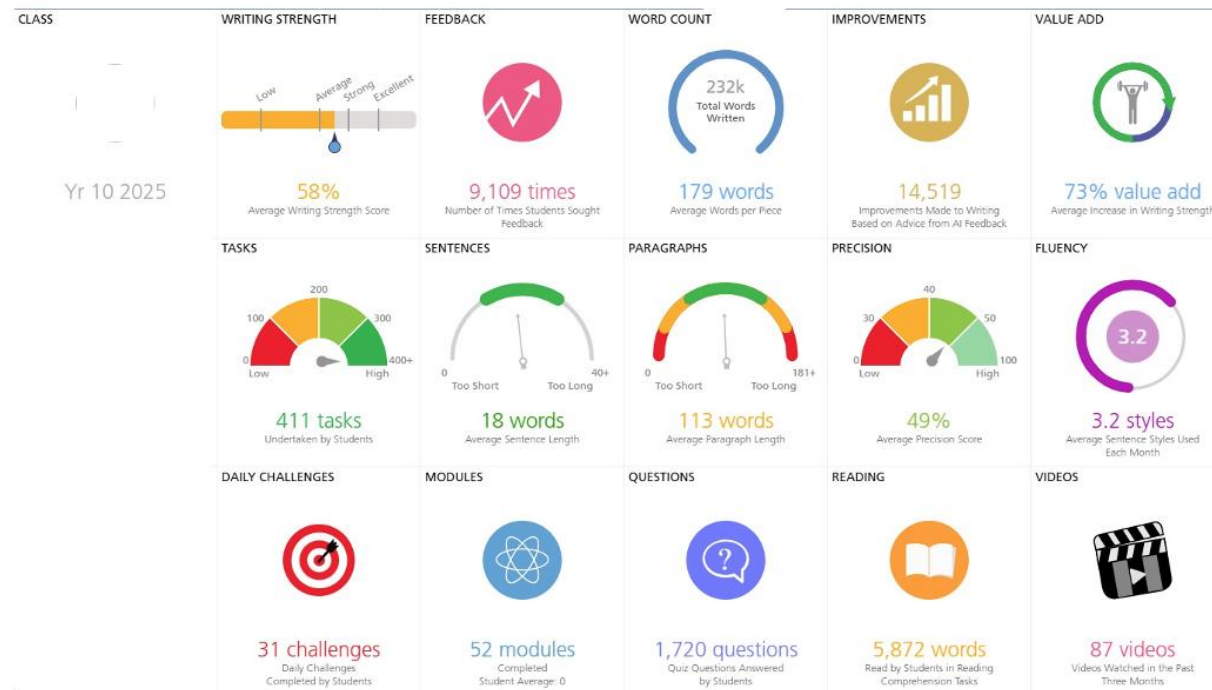 CLASS
Yr 10 2025
WRITING STRENGTH
Low
Average
Strong
Excellent
58%
Average Writing Strength Score
FEEDBACK
9,109 times
Number of Times Students Sought
Feedback
WORD COUNT
232k
Total Words
Written
179 words
Average Words per Piece
IMPROVEMENTS
14,519
Improvements Made to Writing
Based on Advice from AI Feedback
VALUE ADD
73% value add
Average Increase in Writing Strength
TASKS
0
100
200
300
400+
Low
High
411 tasks
Undertaken by Students
SENTENCES
0
40+
Too Short
Too Long
18 words
Average Sentence Length
PARAGRAPHS
0
181+
Too Short
Too Long
113 words
Average Paragraph Length
PRECISION
0
30
40
50
100
Low
High
49%
Average Precision Score
FLUENCY
3.2
3.2 styles
Average Sentence Styles Used
Each Month
DAILY CHALLENGES
31 challenges
Daily Challenges
Completed by Students
MODULES
52 modules
Completed
Student Average: 0
QUESTIONS
?
1,720 questions
Quiz Questions Answered
by Students
READING
5,872 words
Read by Students in Reading
Comprehension Tasks
VIDEOS
87 videos
Videos Watched in the Past
Three Months